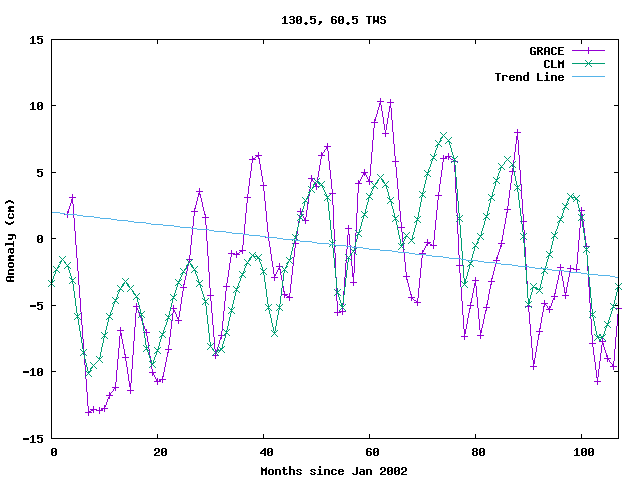 130.5, 60.5 TWS
GRACE
CLM
Trend Line
15
10
5
0
-5
-10
-15
Anomaly (cm)
0 20 40 60 80 100
Months since Jan 2002